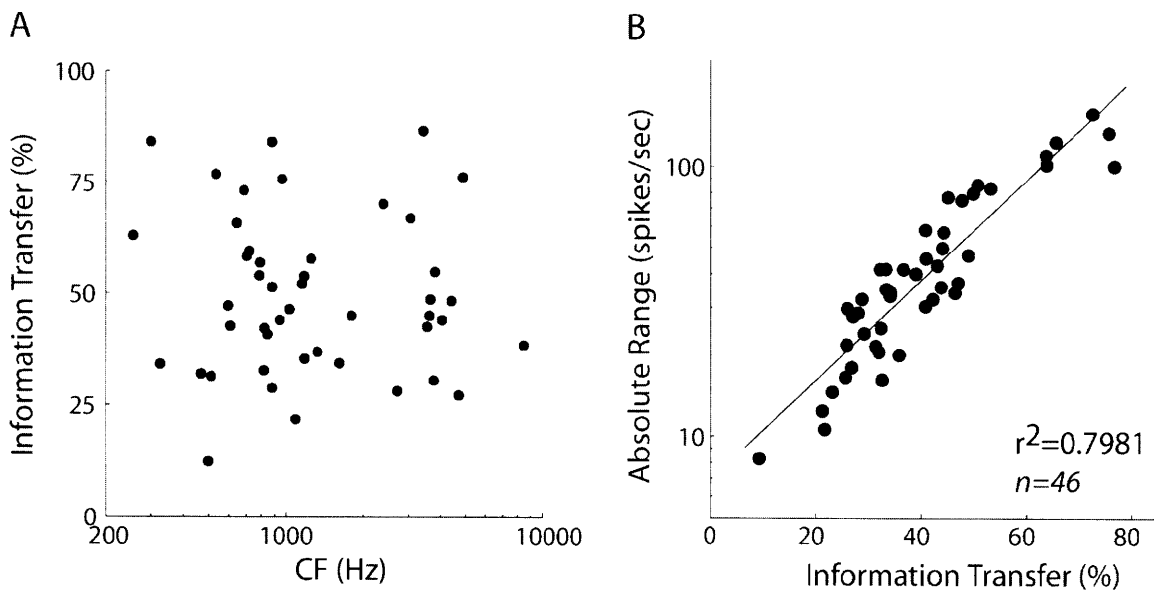 A
Information Transfer (%)
100
75
50
25
0
200
1000
10000
CF (Hz)
B
Absolute Range (spikes/sec)
100
10
r2=0.7981
n=46
0
20
40
60
80
Information Transfer (%)